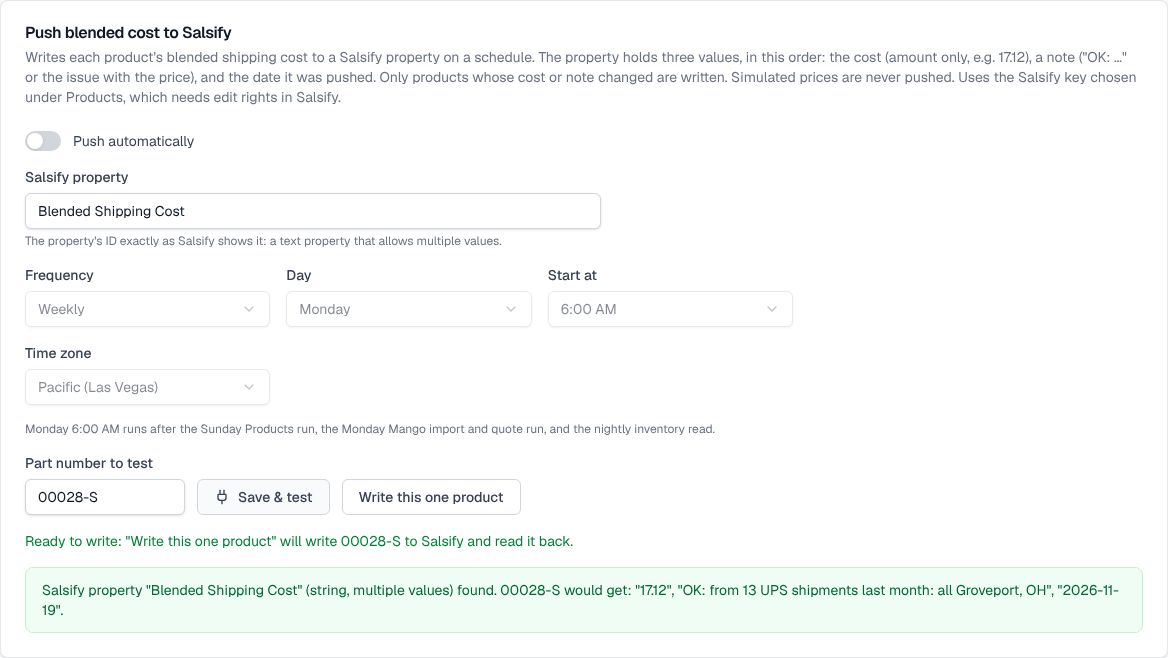 Push blended cost to Salsify
Writes each product's blended shipping cost to a Salsify property on a schedule. The property holds three values, in this order: the cost (amount only, e.g. 17.12), a note ("OK: ..."
or the issue with the price), and the date it was pushed. Only products whose cost or note changed are written. Simulated prices are never pushed. Uses the Salsify key chosen
under Products, which needs edit rights in Salsify.
Push automatically
Salsify property
Blended Shipping Cost
The property's ID exactly as Salsify shows it: a text property that allows multiple values.
Frequency Day Start at
Weekly Monday 6:00 AM
Time zone
Pacific (Las Vegas)
Monday 6:00 AM runs after the Sunday Products run, the Monday Mango import and quote run, and the nightly inventory read.
Part number to test
00028-S Save & test Write this one product
Ready to write: "Write this one product" will write 00028-S to Salsify and read it back.
Salsify property "Blended Shipping Cost" (string, multiple values) found. 00028-S would get: "17.12", "OK: from 13 UPS shipments last month: all Groveport, OH", "2026-11-
19".